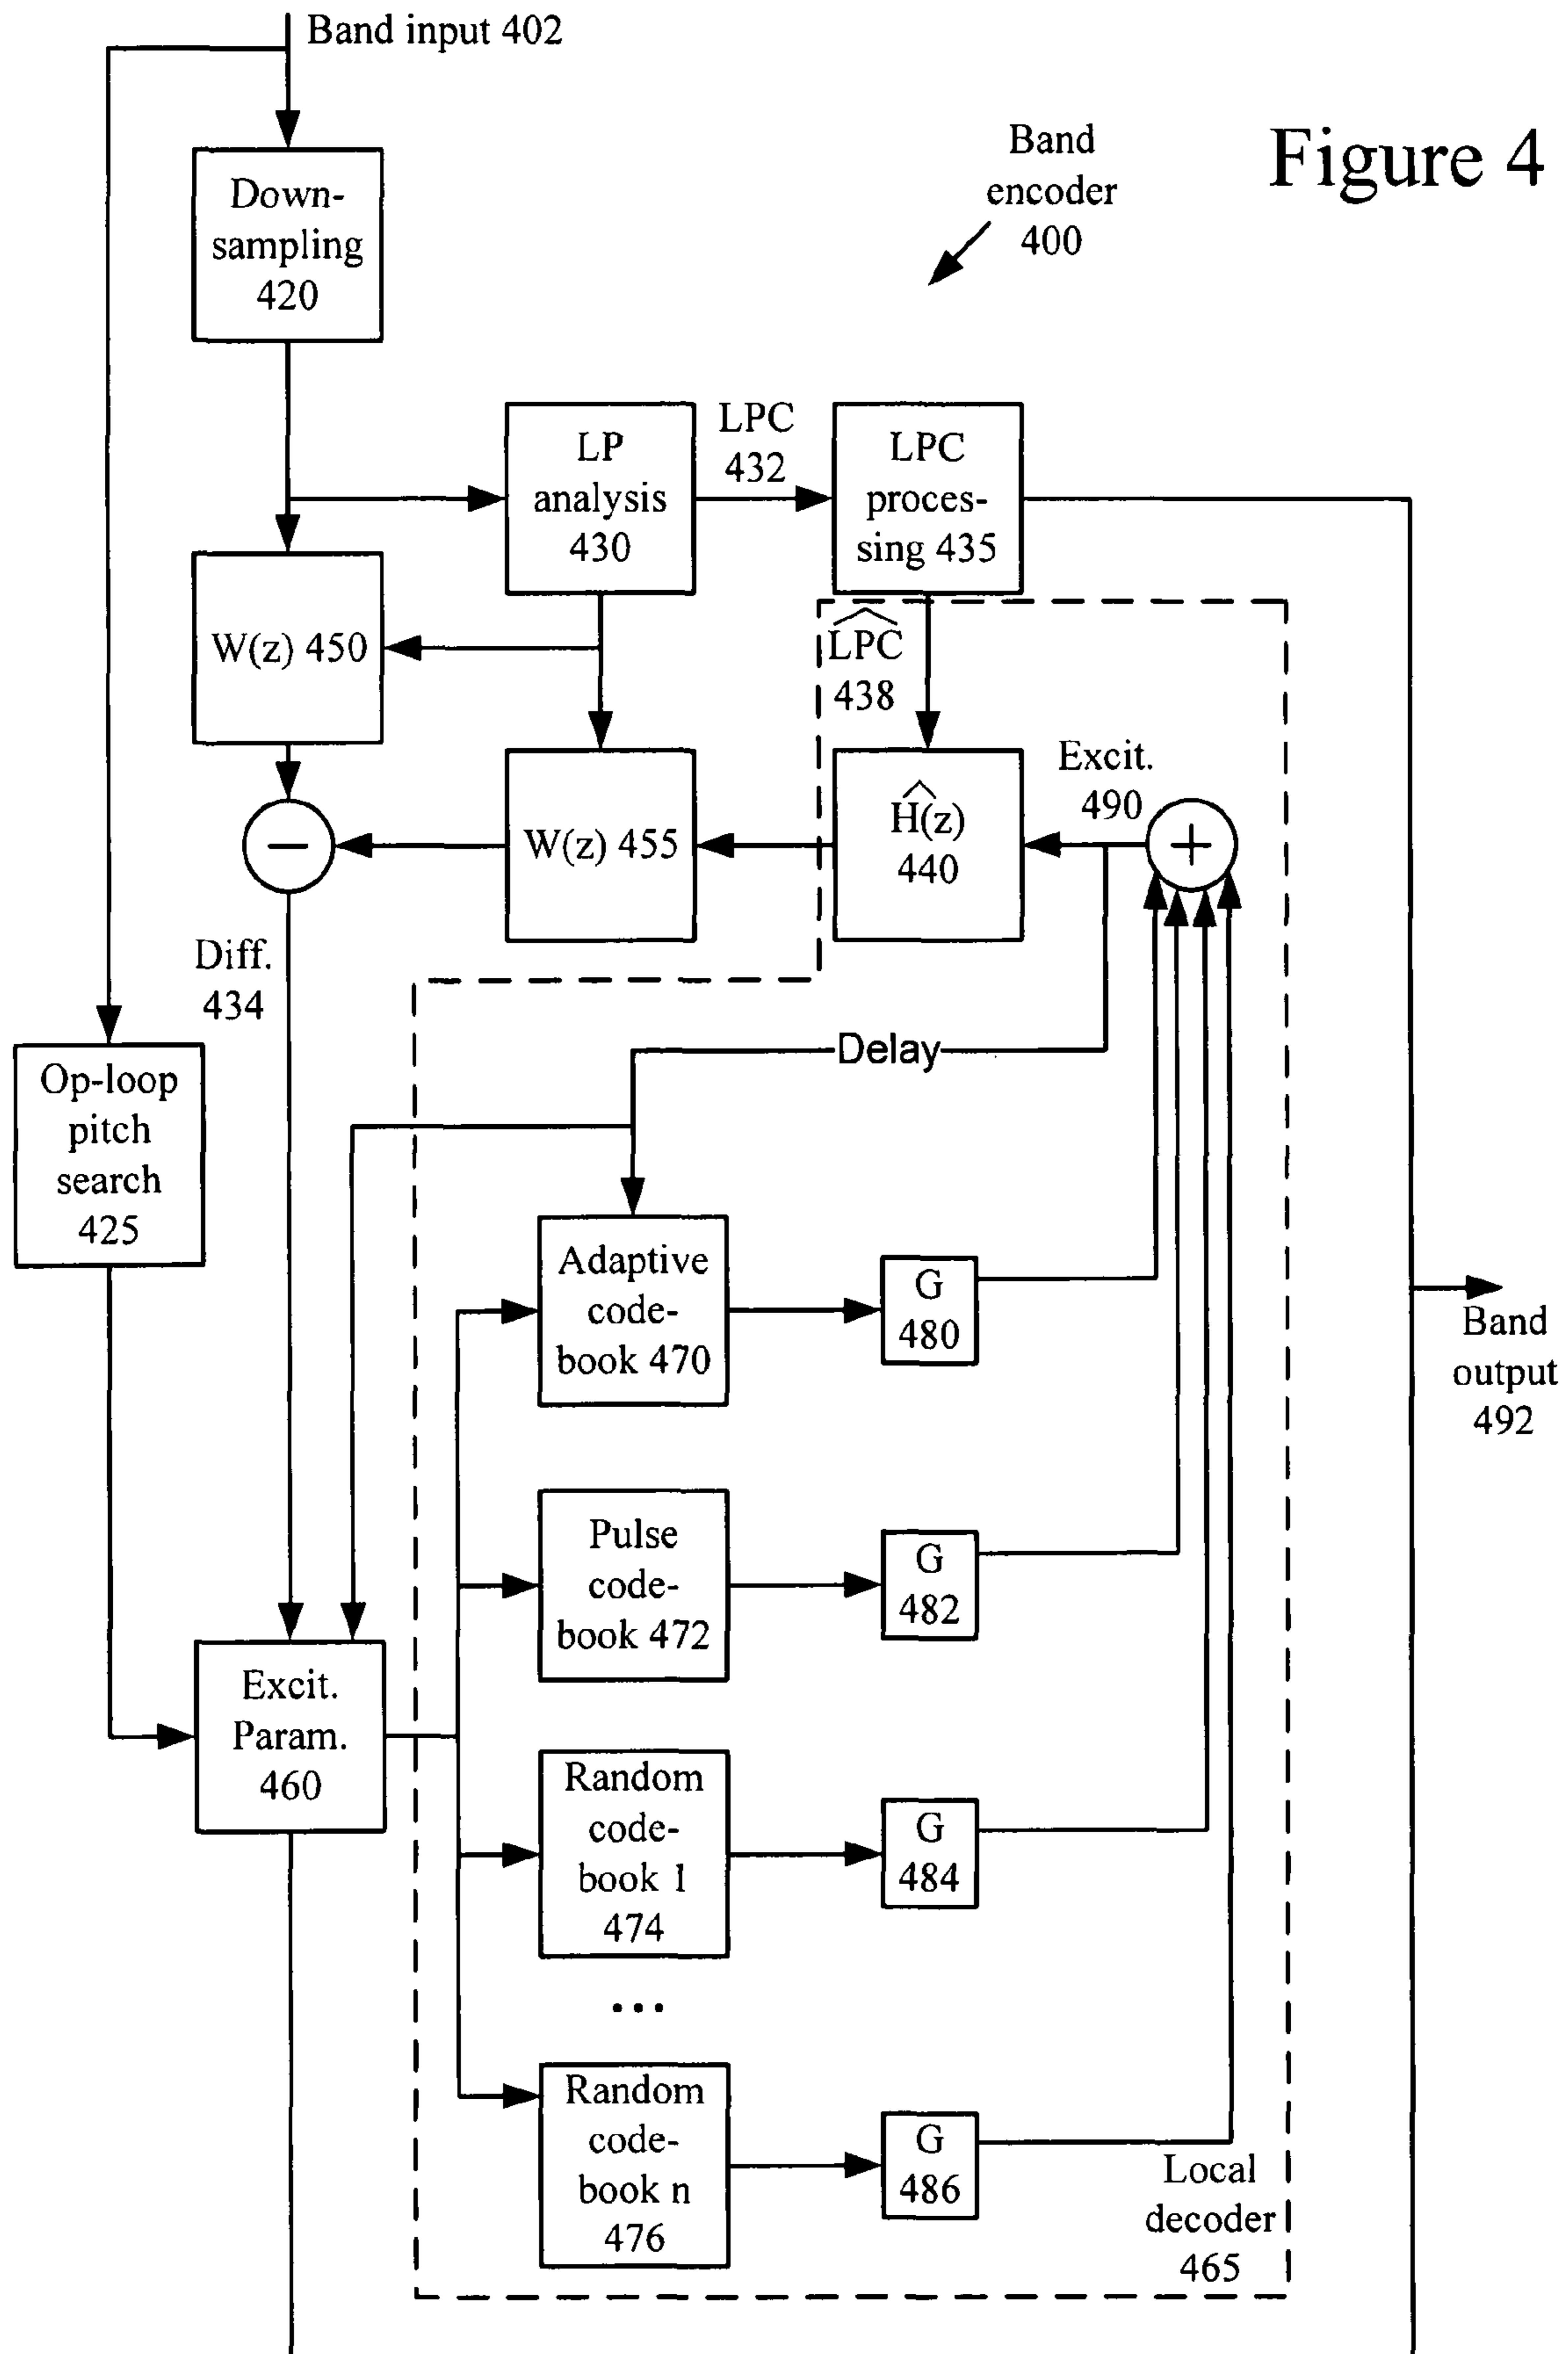 Band input 402
Figure 4
Band
encoder
400
Down-
sampling
420
LP
analysis
430
LPC
432
LPC
proces-
sing 435
W(z) 450
LPC
438
W(z) 455
Ĥ(z)
440
Excit.
490
+
−
Diff.
434
Delay
Op-loop
pitch
search
425
Adaptive
code-
book 470
G
480
Band
output
492
Pulse
code-
book 472
G
482
Excit.
Param.
460
Random
code-
book 1
474
G
484
...
Random
code-
book n
476
G
486
Local
decoder
465